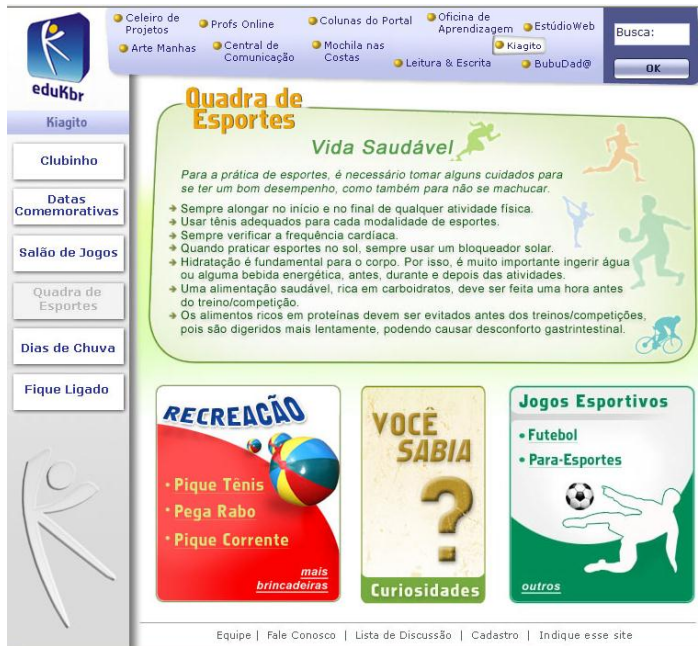 Celeiro de
Projetos
Profs Online
Colunas do Portal
Oficina de
Aprendizagem
EstúdioWeb
Arte Manhas
Central de
Comunicação
Mochila nas
Costas
Leitura & Escrita
Kiagito
BubuDad@
Busca:
OK
eduKbr
Kiagito
Clubinho
Datas
Comemorativas
Salão de Jogos
Quadra de
Esportes
Dias de Chuva
Fique Ligado
Quadra de
Esportes
Vida Saudável
Para a prática de esportes, é necessário tomar alguns cuidados para
se ter um bom desempenho, como também para não se machucar.
Sempre alongar no início e no final de qualquer atividade física.
Usar tênis adequados para cada modalidade de esportes.
Sempre verificar a frequência cardíaca.
Quando praticar esportes no sol, sempre usar um bloqueador solar.
Hidratação é fundamental para o corpo. Por isso, é muito importante ingerir água
ou alguma bebida energética, antes, durante e depois das atividades.
Uma alimentação saudável, rica em carboidratos, deve ser feita uma hora antes
do treino/competição.
Os alimentos ricos em proteínas devem ser evitados antes dos treinos/competições,
pois são digeridos mais lentamente, podendo causar desconforto gastrintestinal.
RECREAÇÃO
• Pique Tênis
• Pega Rabo
• Pique Corrente
mais
brincadeiras
VOCÊ
SABIA
?
Curiosidades
Jogos Esportivos
• Futebol
• Para-Esportes
outros
Equipe | Fale Conosco | Lista de Discussão | Cadastro | Indique esse site